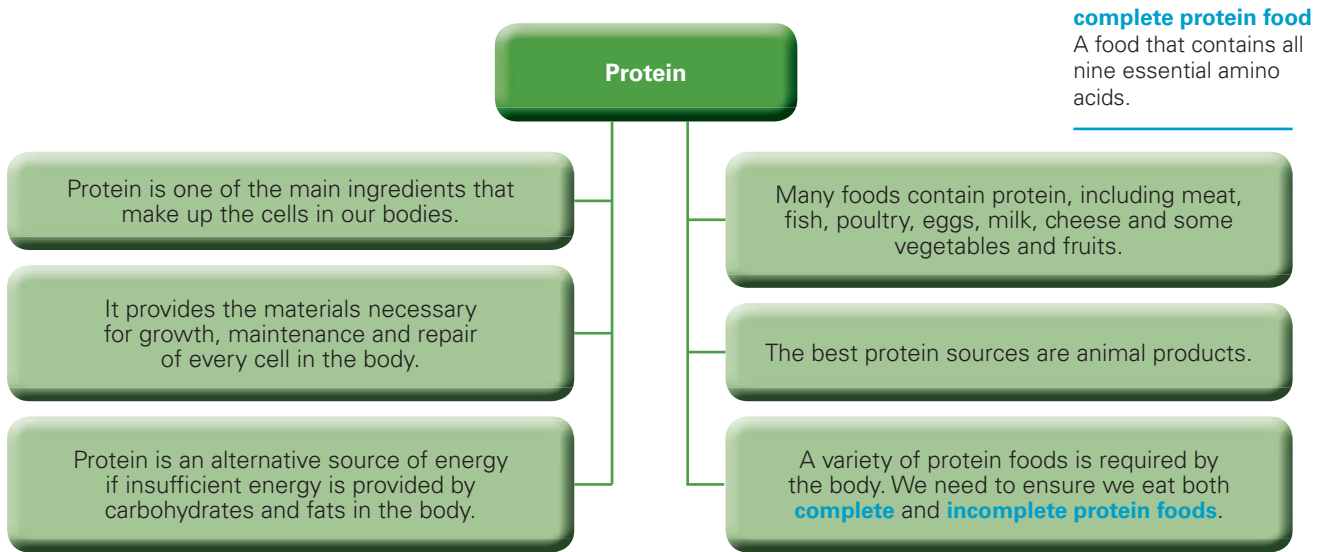 complete protein food
A food that contains all
nine essential amino
acids.
Protein
Protein is one of the main ingredients that
make up the cells in our bodies.
It provides the materials necessary
for growth, maintenance and repair
of every cell in the body.
Protein is an alternative source of energy
if insufficient energy is provided by
carbohydrates and fats in the body.
Many foods contain protein, including meat,
fish, poultry, eggs, milk, cheese and some
vegetables and fruits.
The best protein sources are animal products.
A variety of protein foods is required by
the body. We need to ensure we eat both
complete and incomplete protein foods.